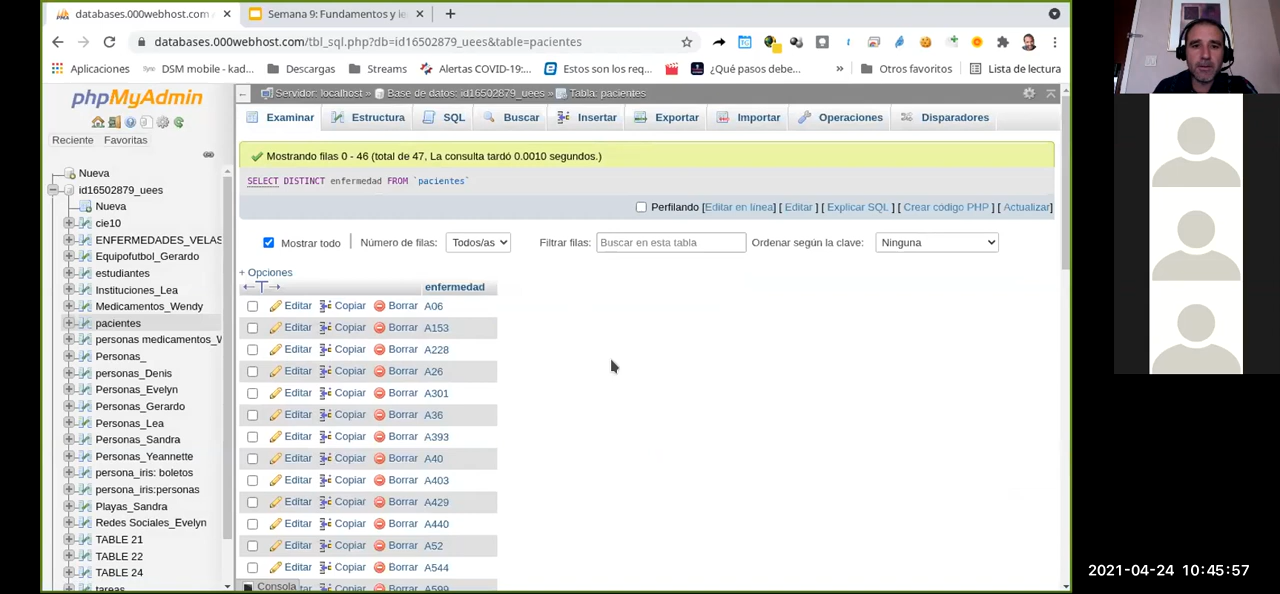 databases.000webhost.com
Semana 9: Fundamentos y le
databases.000webhost.com/tbl_sql.php?db=id16502879_uees&table=pacientes
Aplicaciones
DSM mobile - kad...
Descargas
Streams
Alertas COVID-19:...
Estos son los req...
¿Qué pasos debe...
»
Otros favoritos
Lista de lectura
phpMyAdmin
Reciente
Favoritas
Nueva
id16502879_uees
Nueva
cie10
ENFERMEDADES_VELAS
Equipofutbol_Gerardo
estudiantes
Instituciones_Lea
Medicamentos_Wendy
pacientes
personas medicamentos_W
Personas_
personas_Denis
Personas_Evelyn
Personas_Gerardo
Personas_Lea
Personas_Sandra
Personas_Yeannette
persona_iris: boletos
persona_iris:personas
Playas_Sandra
Redes Sociales_Evelyn
TABLE 21
TABLE 22
TABLE 24
tareas
Servidor: localhost » Base de datos: id16502879_uees » Tabla: pacientes
Examinar
Estructura
SQL
Buscar
Insertar
Exportar
Importar
Operaciones
Disparadores
Mostrando filas 0 - 46 (total de 47, La consulta tardó 0.0010 segundos.)
SELECT DISTINCT enfermedad FROM `pacientes`
Perfilando [Editar en línea] [ Editar ] [ Explicar SQL ] [ Crear código PHP ] [ Actualizar]
Mostrar todo
Número de filas:
Todos/as
Filtrar filas:
Buscar en esta tabla
Ordenar según la clave:
Ninguna
+ Opciones
←T→
enfermedad
Editar Copiar Borrar A06
Editar Copiar Borrar A153
Editar Copiar Borrar A228
Editar Copiar Borrar A26
Editar Copiar Borrar A301
Editar Copiar Borrar A36
Editar Copiar Borrar A393
Editar Copiar Borrar A40
Editar Copiar Borrar A403
Editar Copiar Borrar A429
Editar Copiar Borrar A440
Editar Copiar Borrar A52
Editar Copiar Borrar A544
Consola
Copiar Borrar A599
2021-04-24 10:45:57